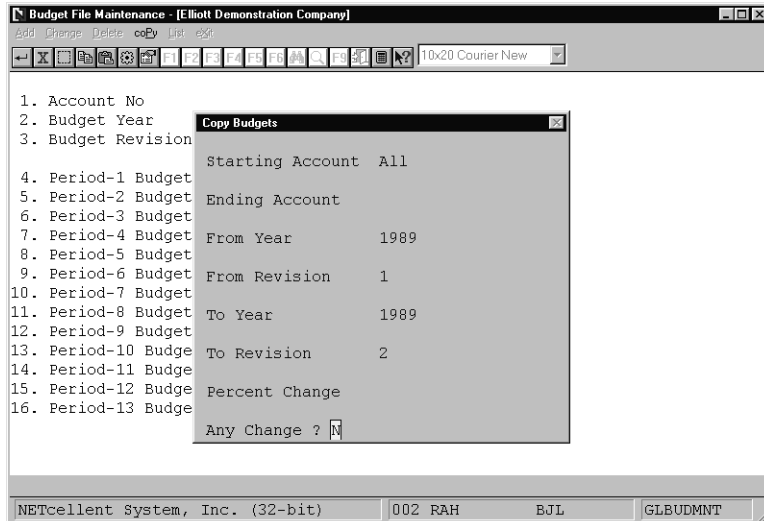 Budget File Maintenance - [Elliott Demonstration Company]
Add Change Delete coPy List eXit
X F1 F2 F3 F4 F5 F6 F9 10x20 Courier New
1. Account No
2. Budget Year
3. Budget Revision
4. Period-1 Budget
5. Period-2 Budget
6. Period-3 Budget
7. Period-4 Budget
8. Period-5 Budget
9. Period-6 Budget
10. Period-7 Budget
11. Period-8 Budget
12. Period-9 Budget
13. Period-10 Budge
14. Period-11 Budge
15. Period-12 Budge
16. Period-13 Budge
Copy Budgets
Starting Account All
Ending Account
From Year 1989
From Revision 1
To Year 1989
To Revision 2
Percent Change
Any Change ? N
NETcellent System, Inc. (32-bit) 002 RAH BJL GLBUDMNT